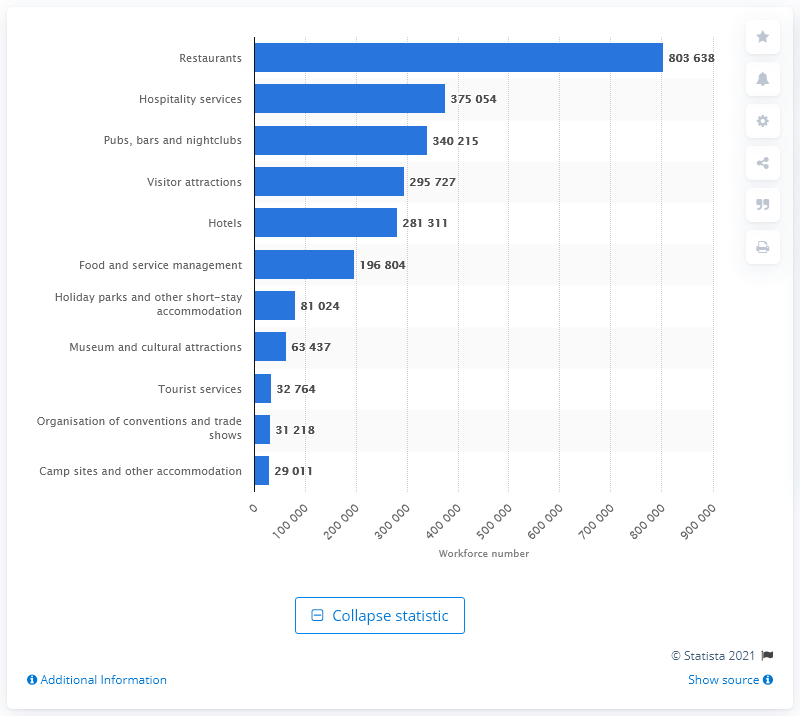 Restaurants
803 638
Hospitality services
375 054
Pubs, bars and nightclubs
340 215
Visitor attractions
295 727
Hotels
281 311
Food and service management
196 804
Holiday parks and other short-stay
accommodation
81 024
Museum and cultural attractions
63 437
Tourist services
32 764
Organisation of conventions and trade
shows
31 218
Camp sites and other accommodation
29 011
0
100 000
200 000
300 000
400 000
500 000
600 000
700 000
800 000
900 000
Workforce number
Collapse statistic
© Statista 2021
Additional Information
Show source